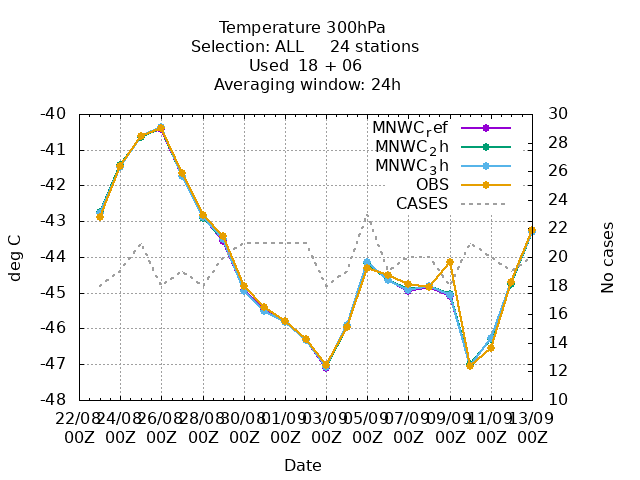 Temperature 300hPa
Selection: ALL 24 stations
Used 18 + 06
Averaging window: 24h
-40
-41
-42
-43
-44
-45
-46
-47
-48
deg C
30
28
26
24
22
20
18
16
14
12
10
No cases
MNWCref
MNWC2h
MNWC3h
OBS
CASES
22/08 24/08 26/08 28/08 30/08 01/09 03/09 05/09 07/09 09/09 11/09 13/09
00Z 00Z 00Z 00Z 00Z 00Z 00Z 00Z 00Z 00Z 00Z 00Z
Date